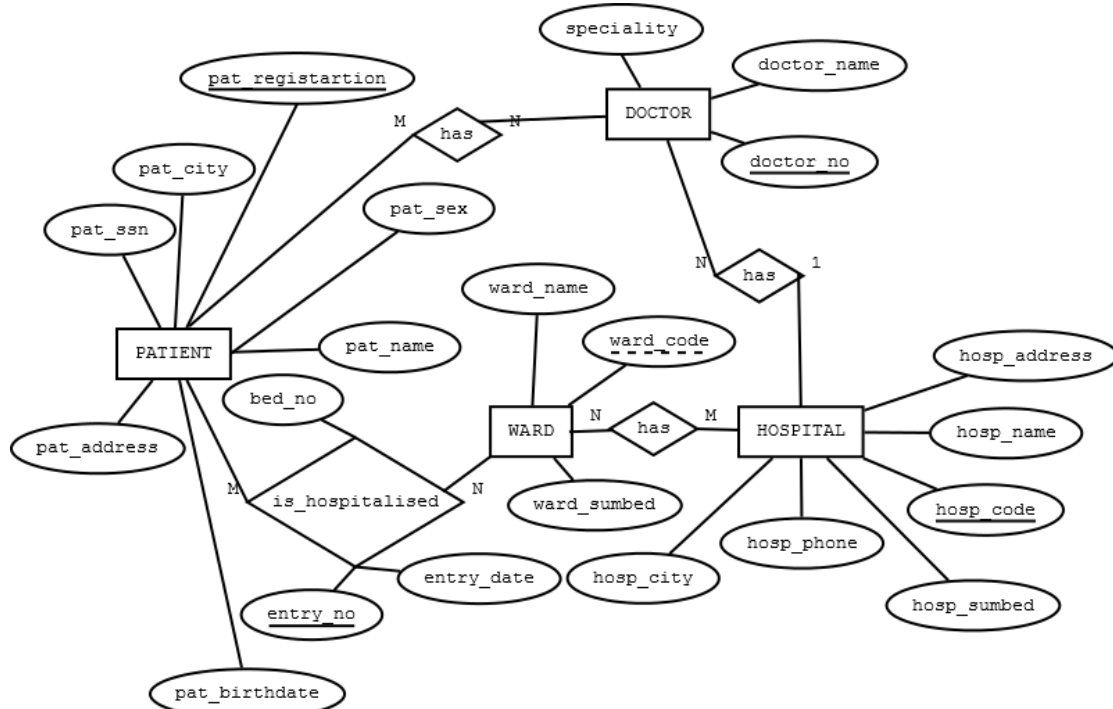 speciality
doctor_name
pat_registartion
DOCTOR
M
N
has
doctor_no
pat_city
pat_sex
pat_ssn
N
has
1
ward_name
ward_code
hosp_address
PATIENT
pat_name
bed_no
N
M
WARD
has
HOSPITAL
hosp_name
pat_address
M
is_hospitalised
N
ward_sumbed
hosp_code
hosp_phone
entry_date
hosp_city
hosp_sumbed
entry_no
pat_birthdate